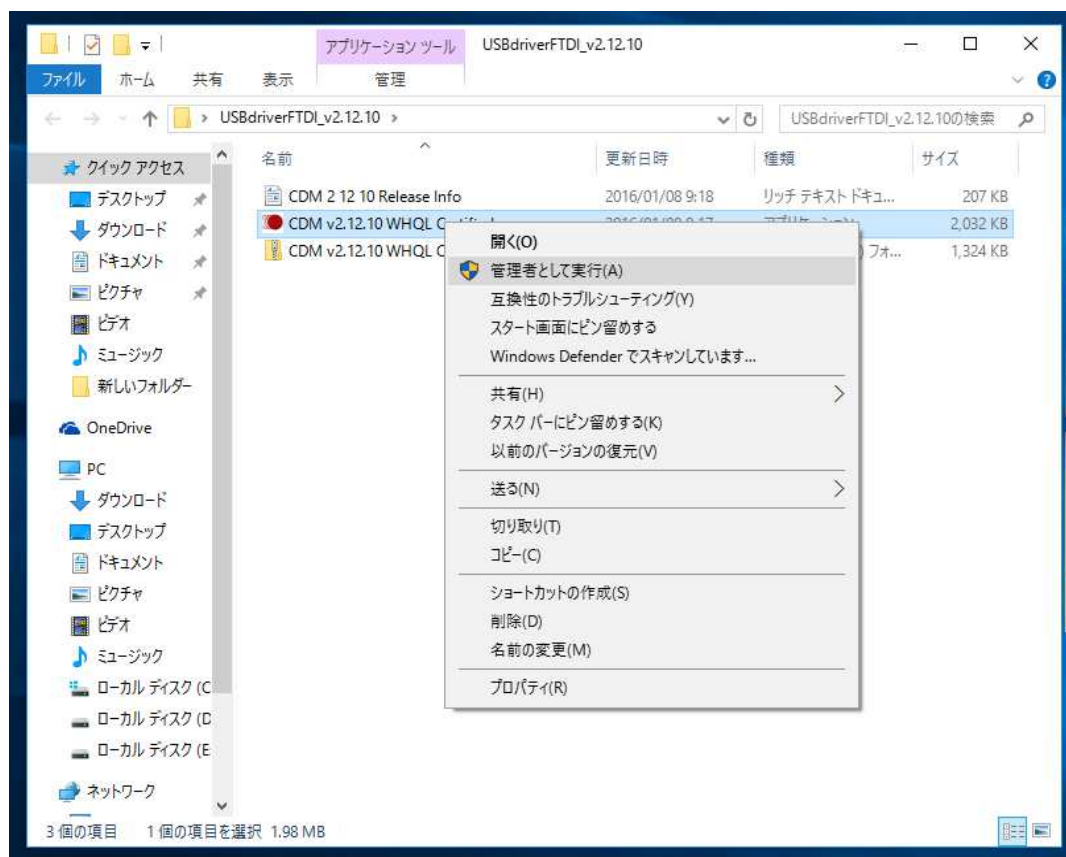 アプリケーション ツール
USBdriverFTDI_v2.12.10
ファイル ホーム 共有 表示 管理
USBdriverFTDI_v2.12.10
USBdriverFTDI_v2.12.10の検索
名前 更新日時 種類 サイズ
CDM 2 12 10 Release Info 2016/01/08 9:18 リッチ テキスト ドキュ... 207 KB
CDM v2.12.10 WHQL 2,032 KB
CDM v2.12.10 WHQL フォ... 1,324 KB
クイック アクセス
デスクトップ
ダウンロード
ドキュメント
ピクチャ
ビデオ
ミュージック
新しいフォルダー
OneDrive
PC
ダウンロード
デスクトップ
ドキュメント
ピクチャ
ビデオ
ミュージック
ローカル ディスク (C
ローカル ディスク (D
ローカル ディスク (E
ネットワーク
開く(O)
管理者として実行(A)
互換性のトラブルシューティング(Y)
スタート画面にピン留めする
Windows Defender でスキャンしています...
共有(H)
タスク バーにピン留めする(K)
以前のバージョンの復元(V)
送る(N)
切り取り(T)
コピー(C)
ショートカットの作成(S)
削除(D)
名前の変更(M)
プロパティ(R)
3 個の項目 1 個の項目を選択 1.98 MB